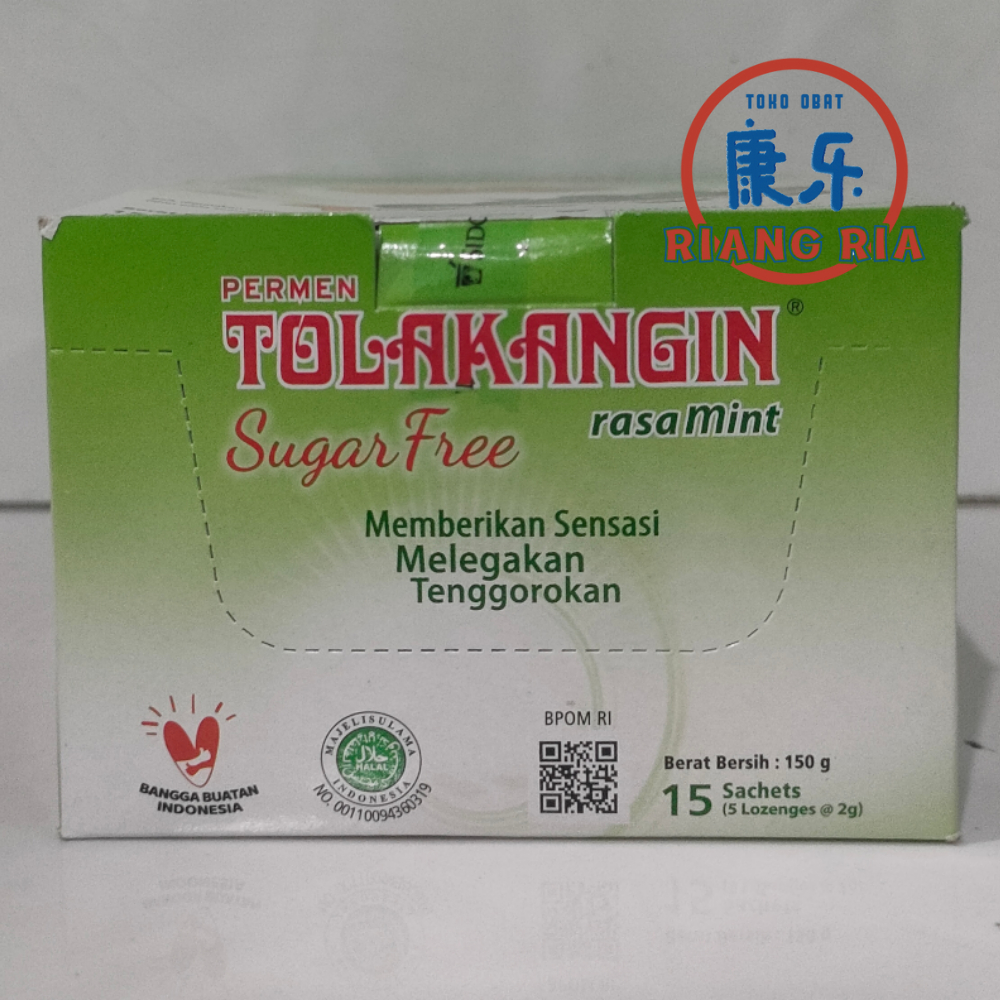 TOKO OBAT
康乐
RIANG RIA
PERMEN
TOLAKANGIN®
Sugar Free
rasa mint
Memberikan Sensasi
Melegakan
Tenggorokan
BANGGA BUATAN
INDONESIA
MAJELIS ULAMA
INDONESIA
حلال
HALAL
NO. 00110094360319
BPOM RI
Berat Bersih : 150 g
15 Sachets
(5 Lozenges @ 2g)